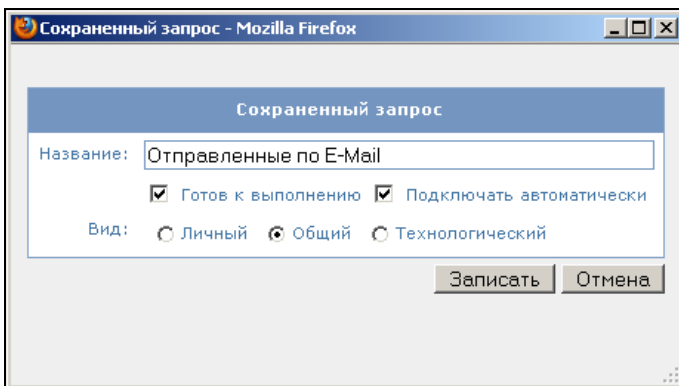 Сохраненный запрос - Mozilla Firefox
Сохраненный запрос
Название: Отправленные по E-Mail
Готов к выполнению Подключать автоматически
Вид: Личный Общий Технологический
Записать Отмена